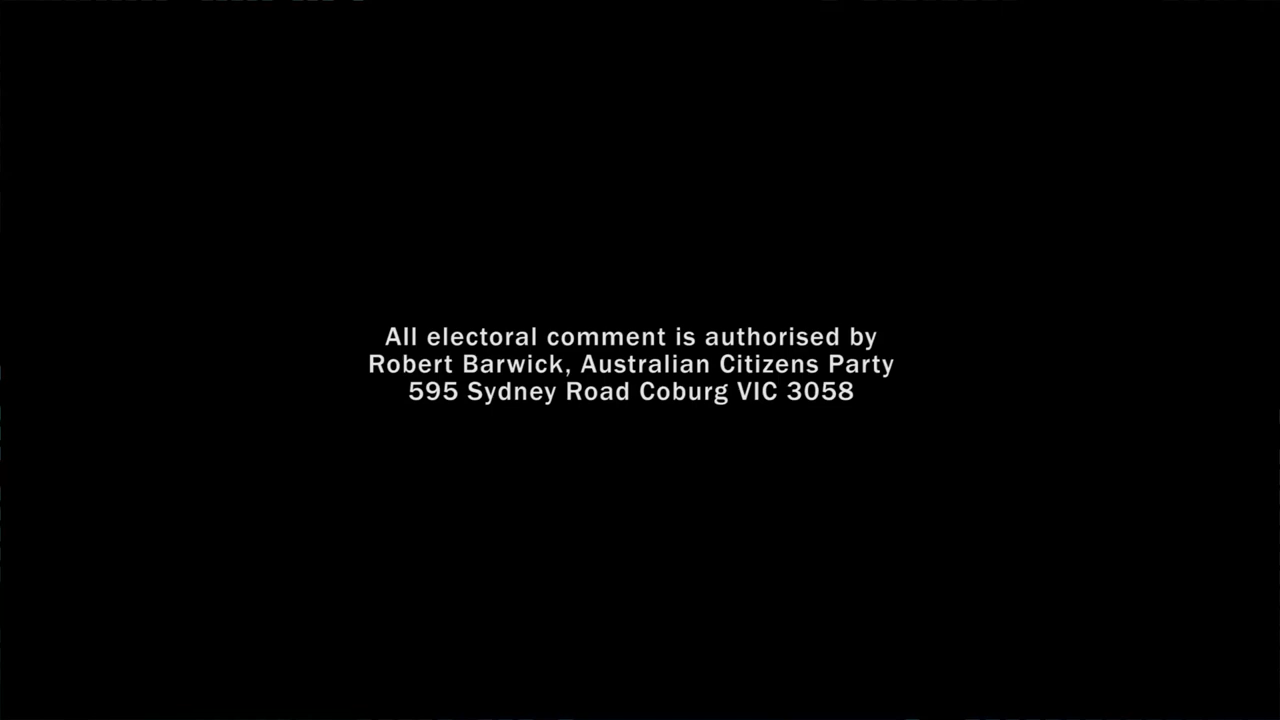 All electoral comment is authorised by
Robert Barwick, Australian Citizens Party
595 Sydney Road Coburg VIC 3058